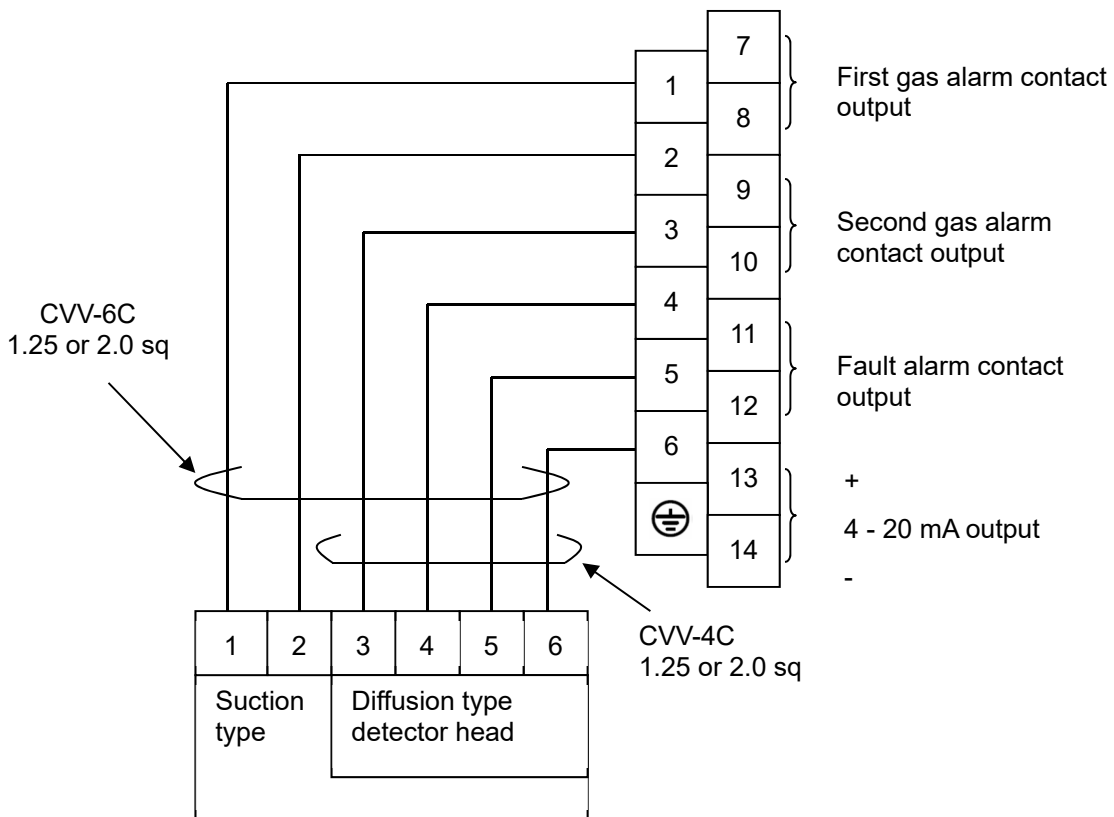 7
First gas alarm contact
output
1
8
2
9
Second gas alarm
contact output
3
10
CVV-6C
1.25 or 2.0 sq
4
11
Fault alarm contact
output
5
12
6
13
+
4 - 20 mA output
14
-
CVV-4C
1.25 or 2.0 sq
1 2 3 4 5 6
Suction
type
Diffusion type
detector head